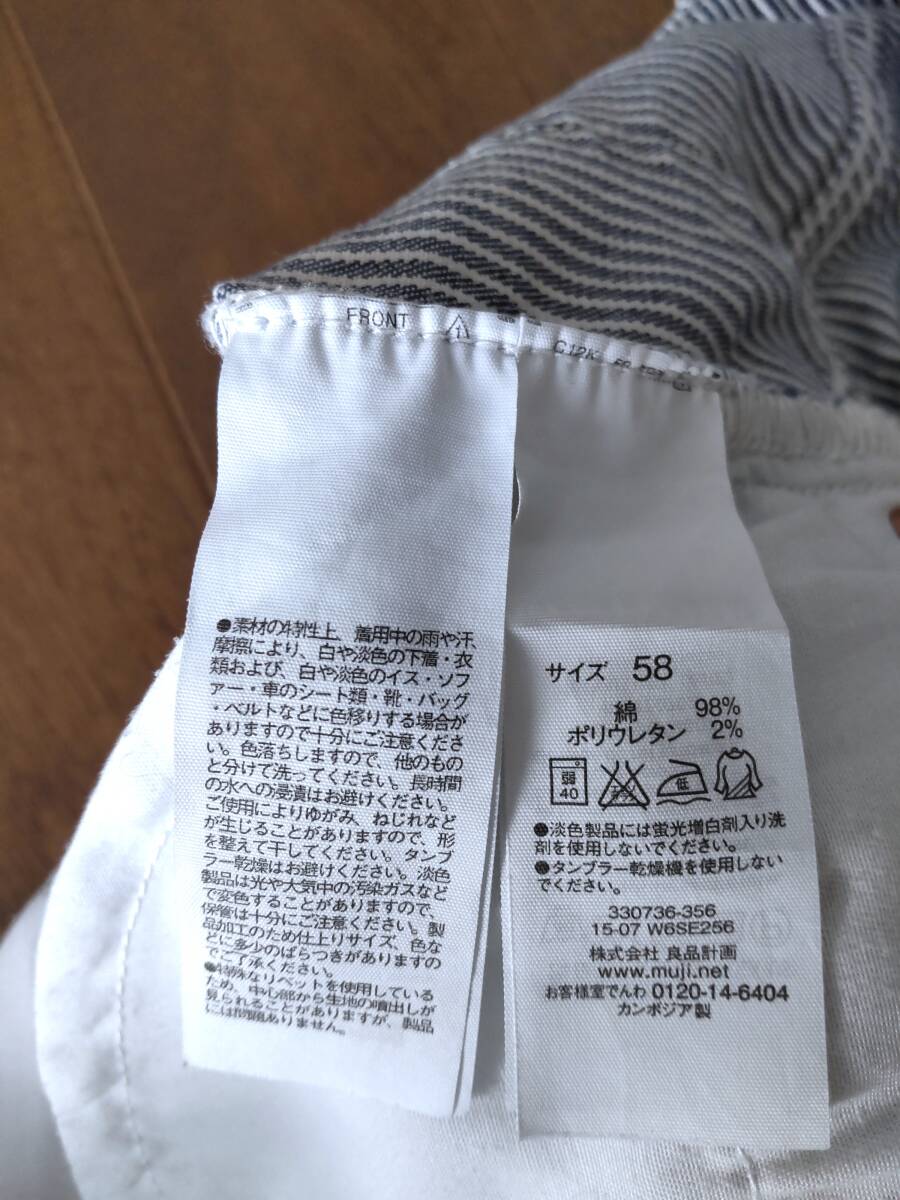 FRONT
C12K
●素材の特性上、着用中の雨や汗、
摩擦により、白や淡色の下着・衣
類および、白や淡色のイス・ソフ
ァー・車のシート類・靴・バッグ
・ベルトなどに色移りする場合が
ありますので十分にご注意くださ
い。色落ちしますので、他のもの
と分けて洗ってください。長時間
の水への浸漬はお避けください。
ご使用によりゆがみ、ねじれなど
が生じることがありますので、形
を整えて干してください。タンブ
ラー乾燥はお避けください。淡色
製品は光や大気中の汚染ガスなど
で変色することがありますので、
保管は十分にご注意ください。製
品加工のため仕上りサイズ、色な
どに多少のばらつきがありますの
でご了承ください。
●特殊なリベットを使用している
ため、中心部から生地の噴出しが
見られることがありますが、製品
には問題ありません。
サイズ 58
綿 98%
ポリウレタン 2%
弱 40 低
●淡色製品には蛍光増白剤入り洗
剤を使用しないでください。
●タンブラー乾燥機を使用しない
でください。
330736-356
15-07 W6SE256
株式会社 良品計画
www.muji.net
お客様室でんわ 0120-14-6404
カンボジア製